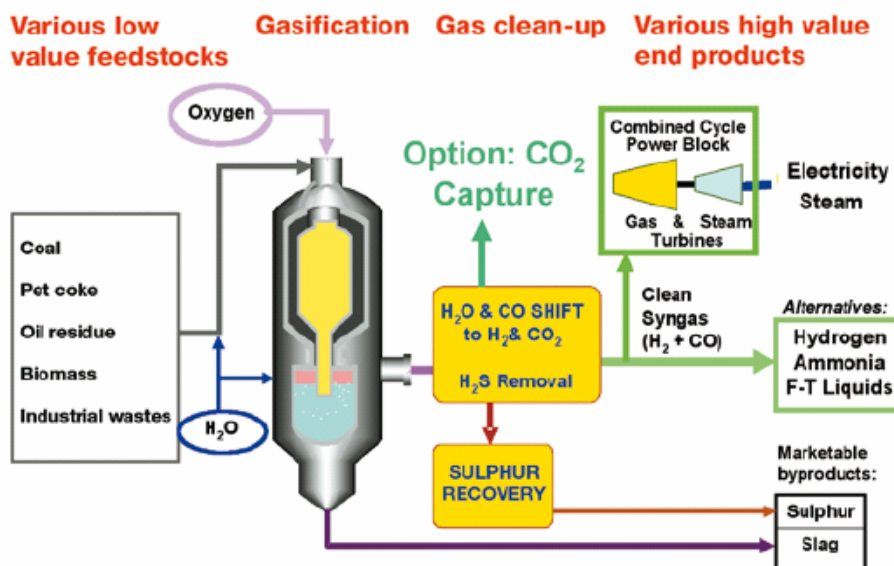 Various low
value feedstocks
Gasification
Gas clean-up
Various high value
end products
Oxygen
Coal
Pet coke
Oil residue
Biomass
Industrial wastes
H₂O
Option: CO₂
Capture
H₂O & CO SHIFT
to H₂& CO₂
H₂S Removal
SULPHUR
RECOVERY
Combined Cycle
Power Block
Gas & Steam
Turbines
Electricity
Steam
Clean
Syngas
(H₂ + CO)
Alternatives:
Hydrogen
Ammonia
F-T Liquids
Marketable
byproducts:
Sulphur
Slag